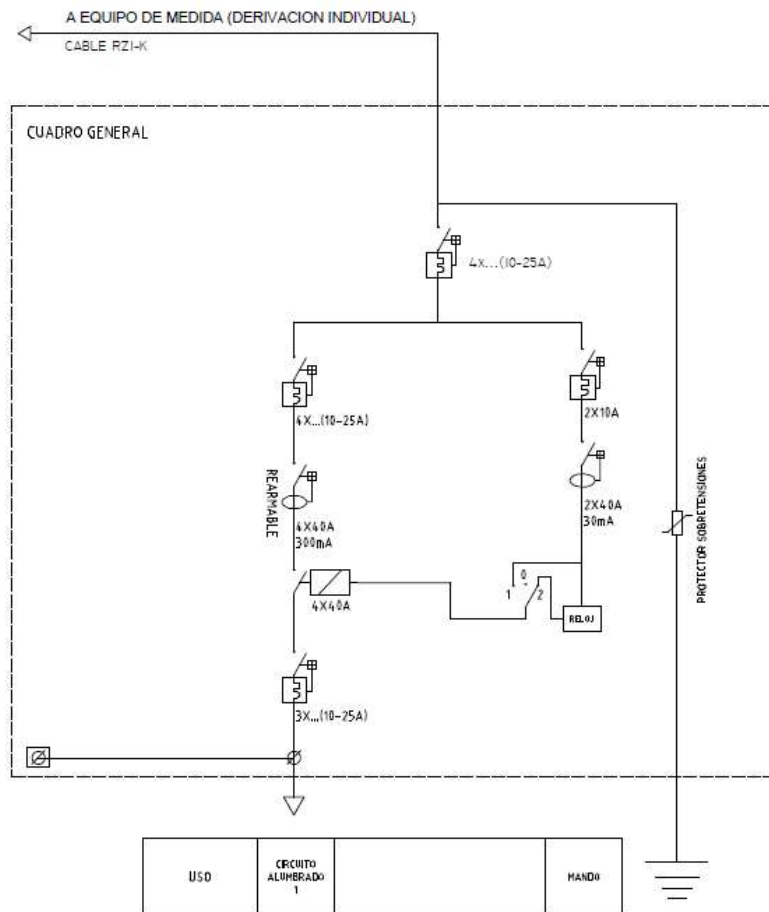 A EQUIPO DE MEDIDA (DERIVACION INDIVIDUAL)
CABLE RZ1-K
CUADRO GENERAL
4x...(10-25A)
4X...(10-25A)
2X10A
REARMABLE
4X40A
300mA
2X40A
30mA
PROTECTOR SOBRETENSIONES
0
1
2
4X40A
RELOJ
3X...(10-25A)
USO
CIRCUITO
ALUMBRADO
1
MANDO